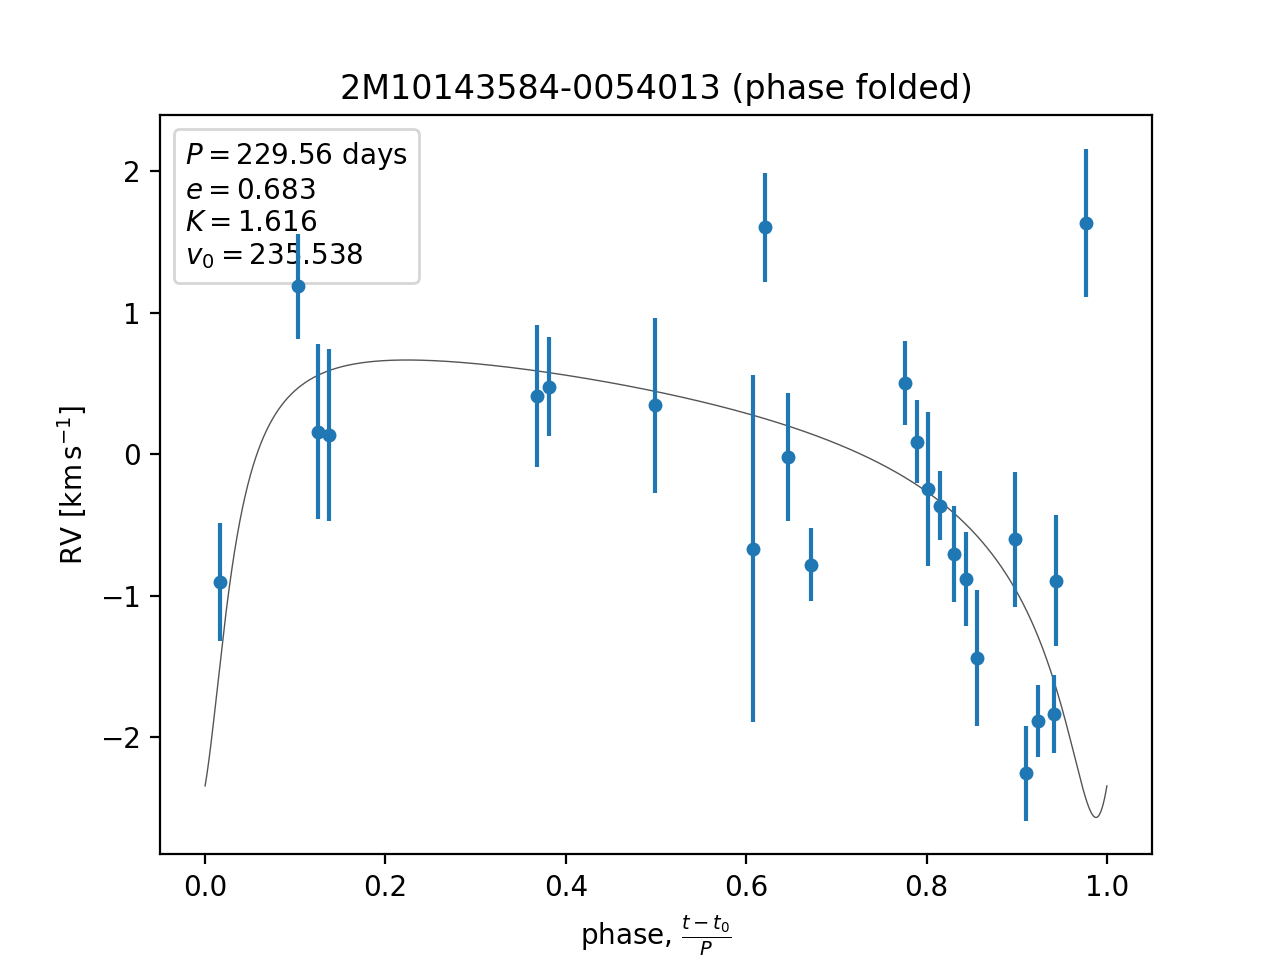 2M10143584-0054013 (phase folded)
P = 229.56 days
e = 0.683
K = 1.616
v₀ = 235.538
2
1
0
−1
−2
RV [km s⁻¹]
0.0 0.2 0.4 0.6 0.8 1.0
phase, (t − t₀)/P